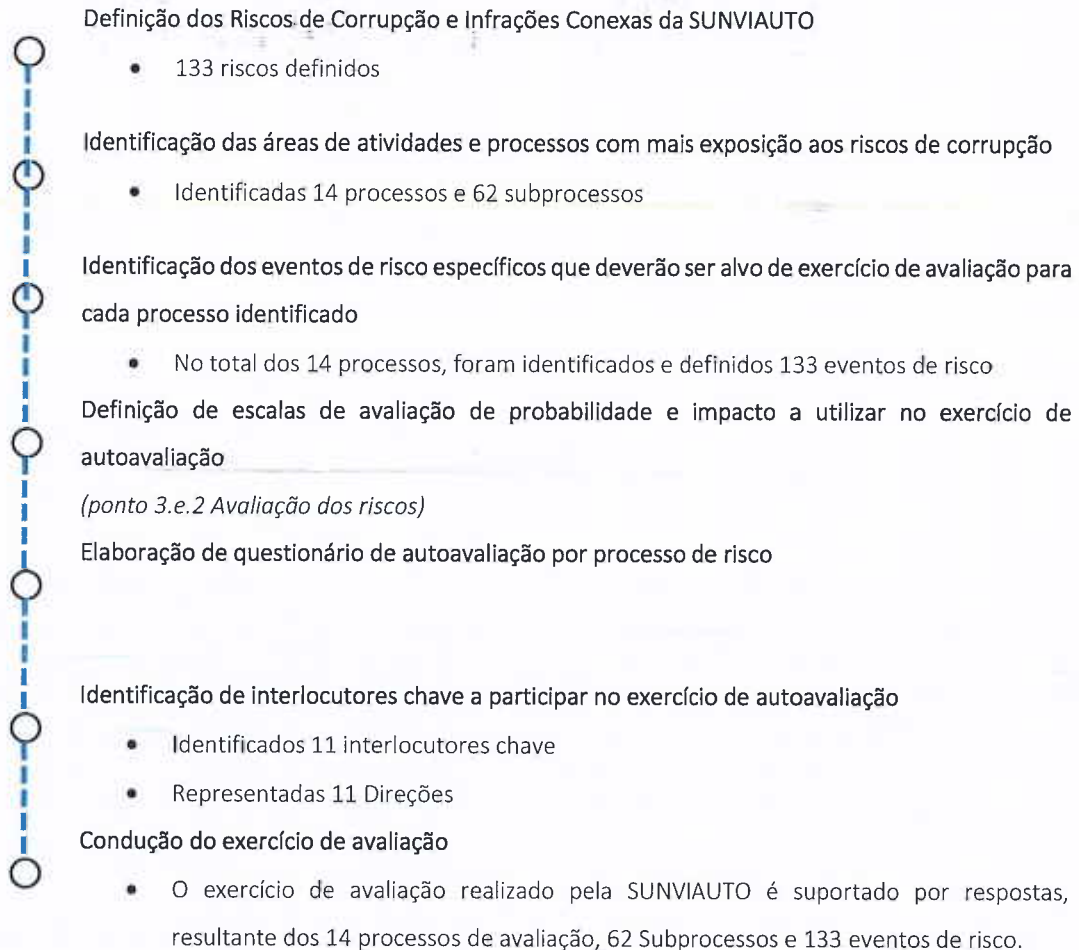 Definição dos Riscos de Corrupção e Infrações Conexas da SUNVIAUTO
• 133 riscos definidos
Identificação das áreas de atividades e processos com mais exposição aos riscos de corrupção
• Identificadas 14 processos e 62 subprocessos
Identificação dos eventos de risco específicos que deverão ser alvo de exercício de avaliação para
cada processo identificado
• No total dos 14 processos, foram identificados e definidos 133 eventos de risco
Definição de escalas de avaliação de probabilidade e impacto a utilizar no exercício de
autoavaliação
(ponto 3.e.2 Avaliação dos riscos)
Elaboração de questionário de autoavaliação por processo de risco
Identificação de interlocutores chave a participar no exercício de autoavaliação
• Identificados 11 interlocutores chave
• Representadas 11 Direções
Condução do exercício de avaliação
• O exercício de avaliação realizado pela SUNVIAUTO é suportado por respostas,
resultante dos 14 processos de avaliação, 62 Subprocessos e 133 eventos de risco.